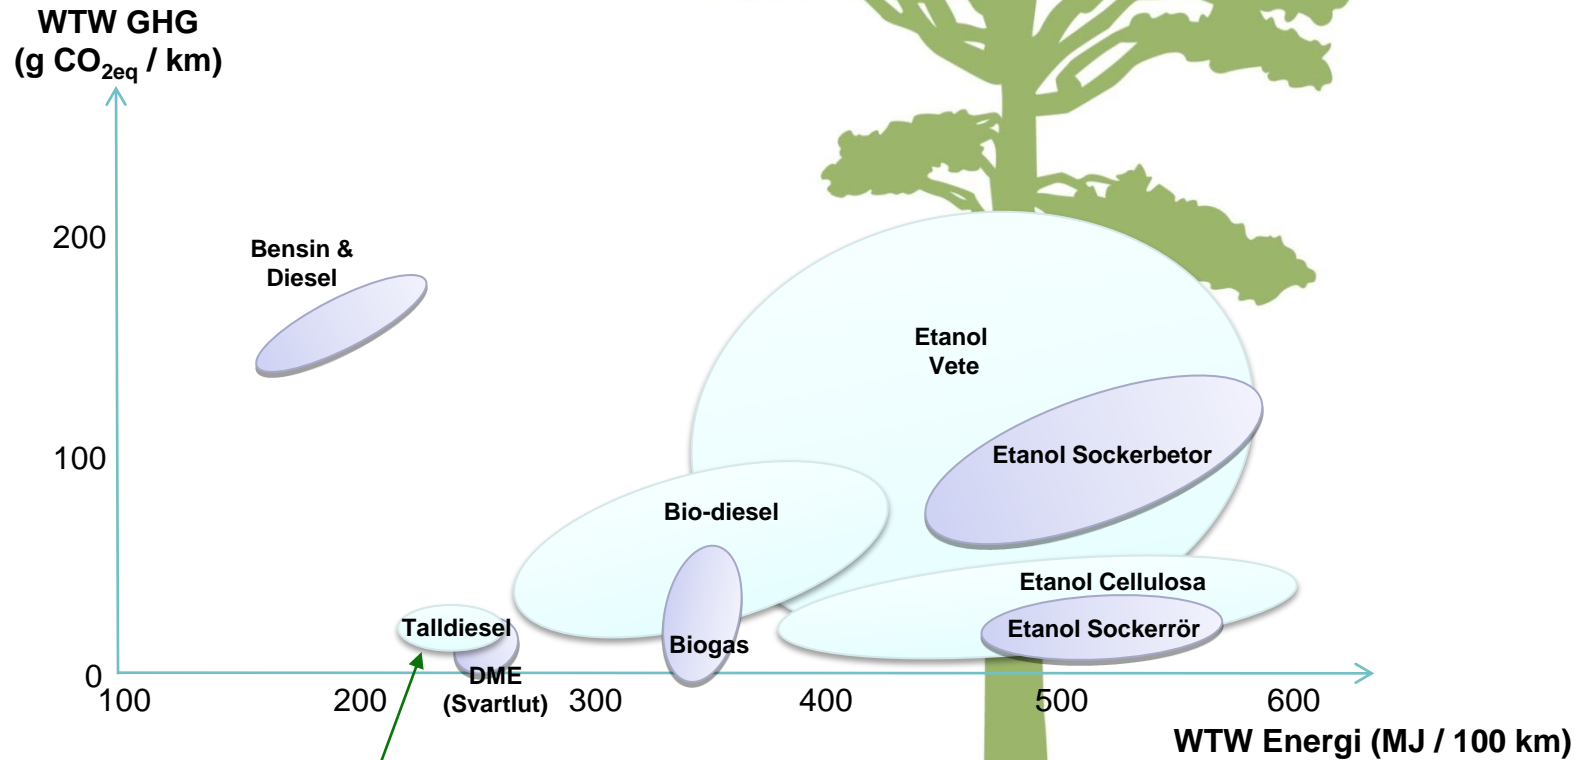 WTW GHG
(g CO2eq / km)
200
Bensin &
Diesel
Etanol
Vete
100
Etanol Sockerbetor
Bio-diesel
Etanol Cellulosa
Talldiesel
Etanol Sockerrör
Biogas
0
DME
(Svartlut)
100 200 300 400 500 600
WTW Energi (MJ / 100 km)